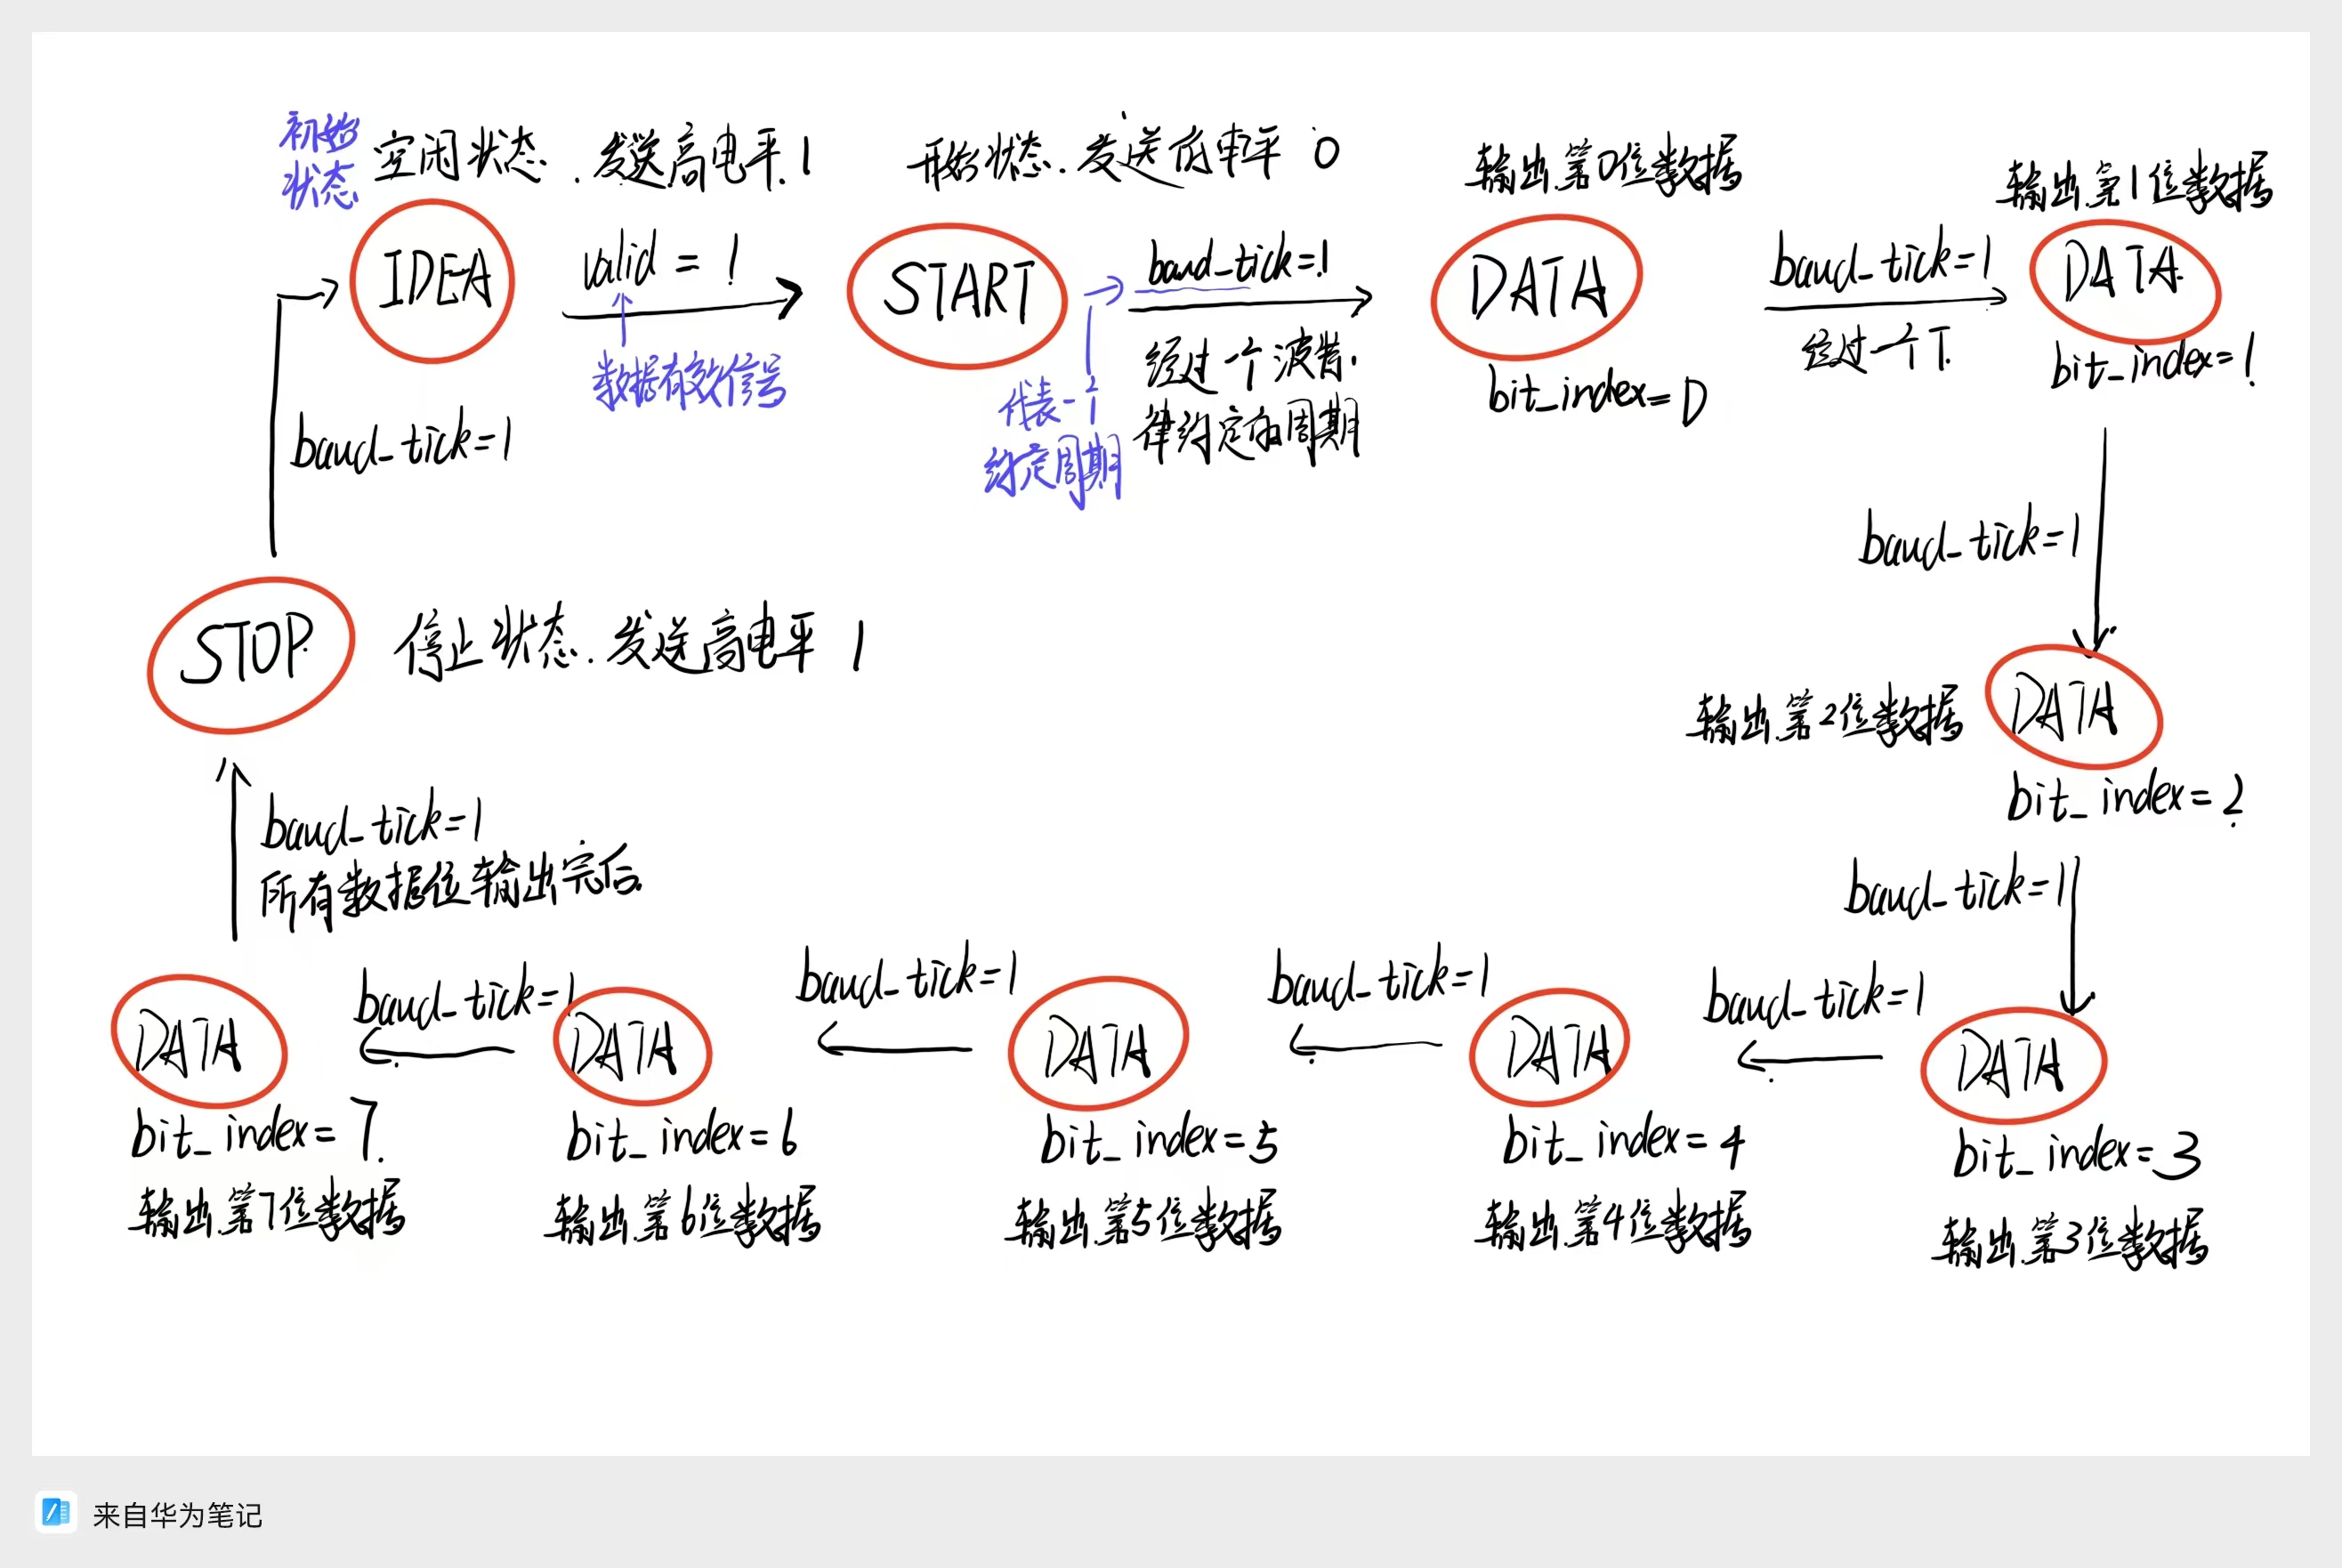 初始
状态
空闲状态.发送高电平.1
开始状态.发送低电平 0
输出第0位数据
输出第1位数据
IDEA
valid = 1
数据有效信号
START
baud_tick=1
经过一个波特
律约定的周期
代表一个
约定周期
DATA
bit_index=0
baud_tick=1
经过一个T.
DATA
bit_index=1
baud_tick=1
baud_tick=1
STOP
停止状态.发送高电平 1
输出第2位数据
DATA
bit_index=2
baud_tick=1
所有数据位输出完后.
baud_tick=1
DATA
baud_tick=1
DATA
baud_tick=1
DATA
baud_tick=1
DATA
baud_tick=1
DATA
bit_index=7.
bit_index=6
bit_index=5
bit_index=4
bit_index=3
输出第7位数据
输出第6位数据
输出第5位数据
输出第4位数据
输出第3位数据
来自华为笔记